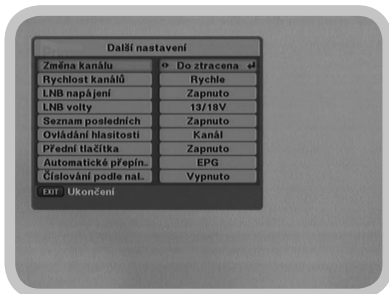 Další nastavení
Změna kanálu Do ztracena
Rychlost kanálů Rychle
LNB napájení Zapnuto
LNB volty 13/18V
Seznam posledních Zapnuto
Ovládání hlasitosti Kanál
Přední tlačítka Zapnuto
Automatické přepín.. EPG
Číslování podle nal.. Vypnuto
EXIT Ukončení